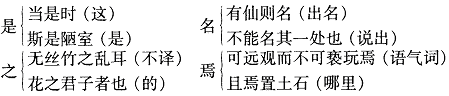 是 当是时（这） 名 有仙则名（出名）
斯是陋室（是） 不能名其一处也（说出）
之 无丝竹之乱耳（不译） 焉 可远观而不可亵玩焉（语气词）
花之君子者也（的） 且焉置土石（哪里）